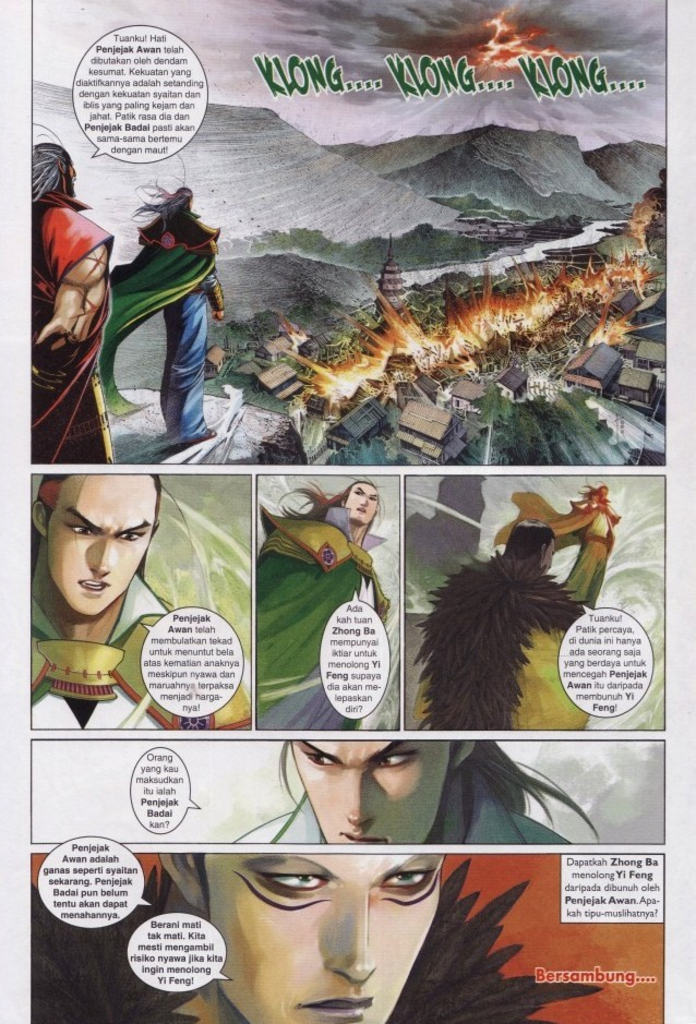 Tuanku! Hati
Penjejak Awan telah
dibutakan oleh dendam
kesumat. Kekuatan yang
diaktifkannya adalah setanding
dengan kekuatan syaitan dan
iblis yang paling kejam dan
jahat. Patik rasa dia dan
Penjejak Badai pasti akan
sama-sama bertemu
dengan maut!
KLONG.... KLONG.... KLONG....
Penjejak
Awan telah
membulatkan tekad
untuk menuntut bela
atas kematian anaknya
meskipun nyawa dan
maruahnya terpaksa
menjadi harga-
nya!
Ada
kah tuan
Zhong Ba
mempunyai
iktiar untuk
menolong Yi
Feng supaya
dia akan me-
lepaskan
diri?
Tuanku!
Patik percaya,
di dunia ini hanya
ada seorang saja
yang berdaya untuk
mencegah Penjejak
Awan itu daripada
membunuh Yi
Feng!
Orang
yang kau
maksudkan
itu ialah
Penjejak
Badai
kan?
Penjejak
Awan adalah
ganas seperti syaitan
sekarang. Penjejak
Badai pun belum
tentu akan dapat
menahannya.
Berani mati
tak mati. Kita
mesti mengambil
risiko nyawa jika kita
ingin menolong
Yi Feng!
Dapatkah Zhong Ba
menolong Yi Feng
daripada dibunuh oleh
Penjejak Awan. Apa-
kah tipu-muslihatnya?
Bersambung....